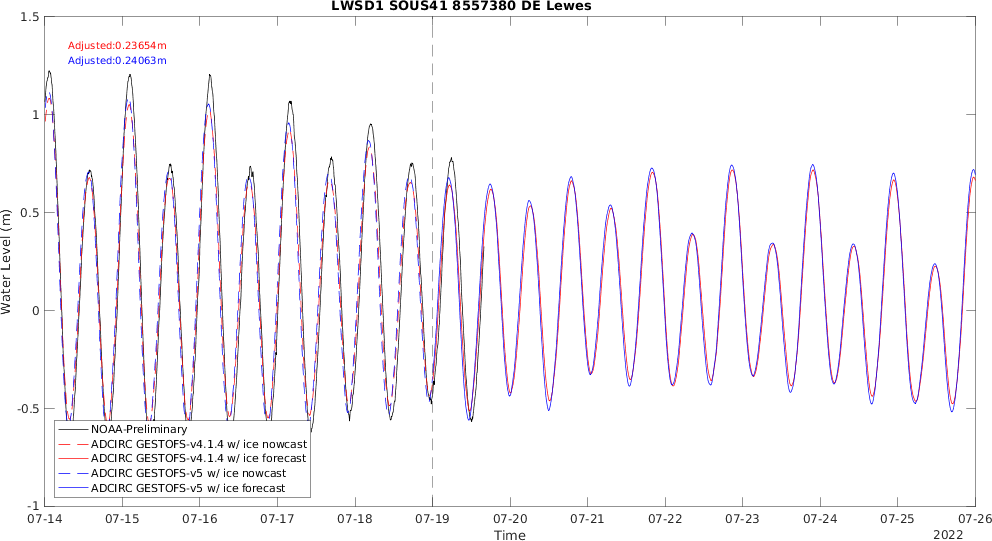 LWSD1 SOUS41 8557380 DE Lewes
1.5
Adjusted:0.23654m
Adjusted:0.24063m
1
0.5
Water Level (m)
0
-0.5
NOAA-Preliminary
ADCIRC GESTOFS-v4.1.4 w/ ice nowcast
ADCIRC GESTOFS-v4.1.4 w/ ice forecast
ADCIRC GESTOFS-v5 w/ ice nowcast
ADCIRC GESTOFS-v5 w/ ice forecast
-1
07-14 07-15 07-16 07-17 07-18 07-19 07-20 07-21 07-22 07-23 07-24 07-25 07-26
Time
2022